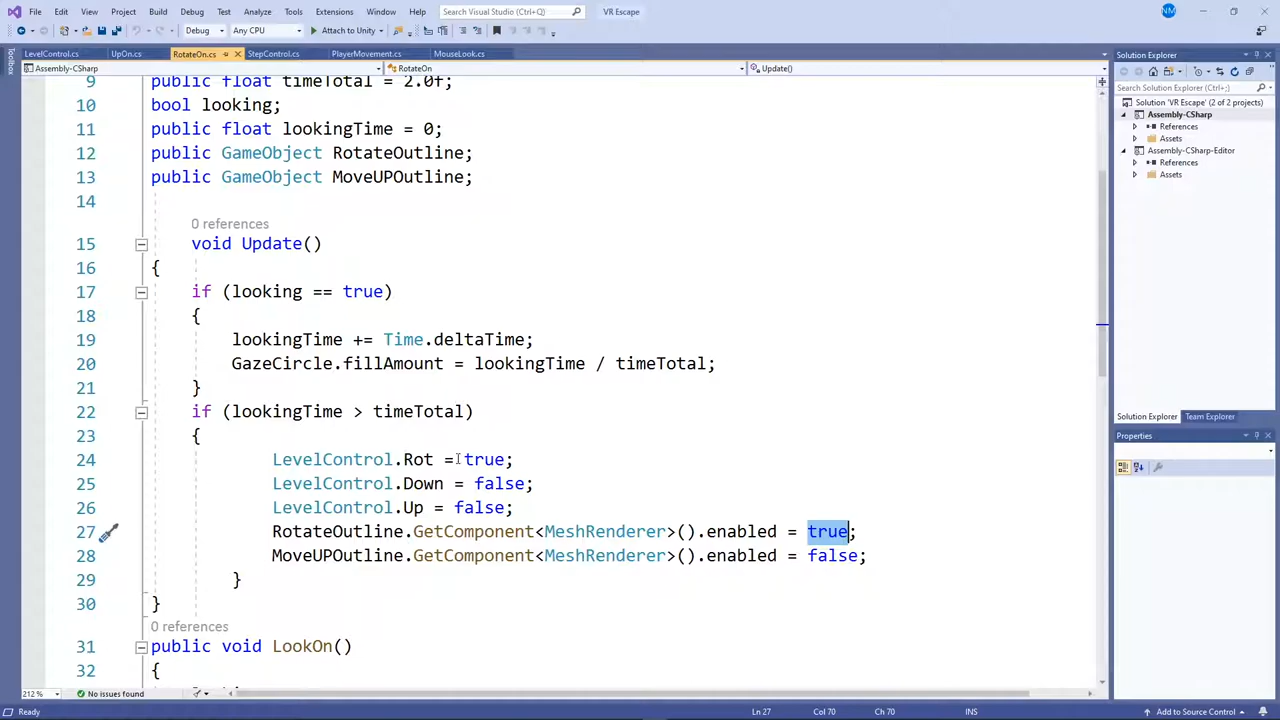 File Edit View Project Build Debug Test Analyze Tools Extensions Window Help Search Visual Studio (Ctrl+Q) VR Escape NM
Debug Any CPU Attach to Unity
Toolbox
LevelControl.cs UpOn.cs RotateOn.cs StepControl.cs PlayerMovement.cs MouseLook.cs
Assembly-CSharp RotateOn Update()
9 public float timeTotal = 2.0f;
10 bool looking;
11 public float lookingTime = 0;
12 public GameObject RotateOutline;
13 public GameObject MoveUPOutline;
14
0 references
15 void Update()
16 {
17 if (looking == true)
18 {
19 lookingTime += Time.deltaTime;
20 GazeCircle.fillAmount = lookingTime / timeTotal;
21 }
22 if (lookingTime > timeTotal)
23 {
24 LevelControl.Rot = true;
25 LevelControl.Down = false;
26 LevelControl.Up = false;
27 RotateOutline.GetComponent<MeshRenderer>().enabled = true;
28 MoveUPOutline.GetComponent<MeshRenderer>().enabled = false;
29 }
30 }
0 references
31 public void LookOn()
32 {
212 % No issues found
Solution Explorer
Search Solution Explorer (Ctrl+;)
Solution 'VR Escape' (2 of 2 projects)
Assembly-CSharp
References
Assets
Assembly-CSharp-Editor
References
Assets
Solution Explorer Team Explorer
Properties
Ln 27 Col 70 Ch 70 INS Add to Source Control